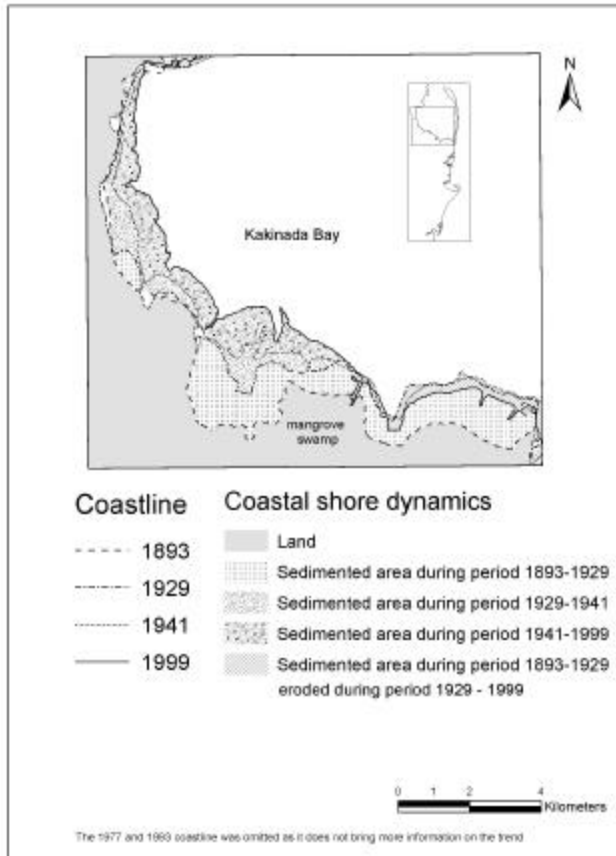 N
Kakinada Bay
mangrove
swamp
Coastline
1893
1929
1941
1999
Coastal shore dynamics
Land
Sedimented area during period 1893-1929
Sedimented area during period 1929-1941
Sedimented area during period 1941-1999
Sedimented area during period 1893-1929
eroded during period 1929 - 1999
0 1 2 4
Kilometers
The 1977 and 1993 coastline was omitted as it does not bring more information on the trend